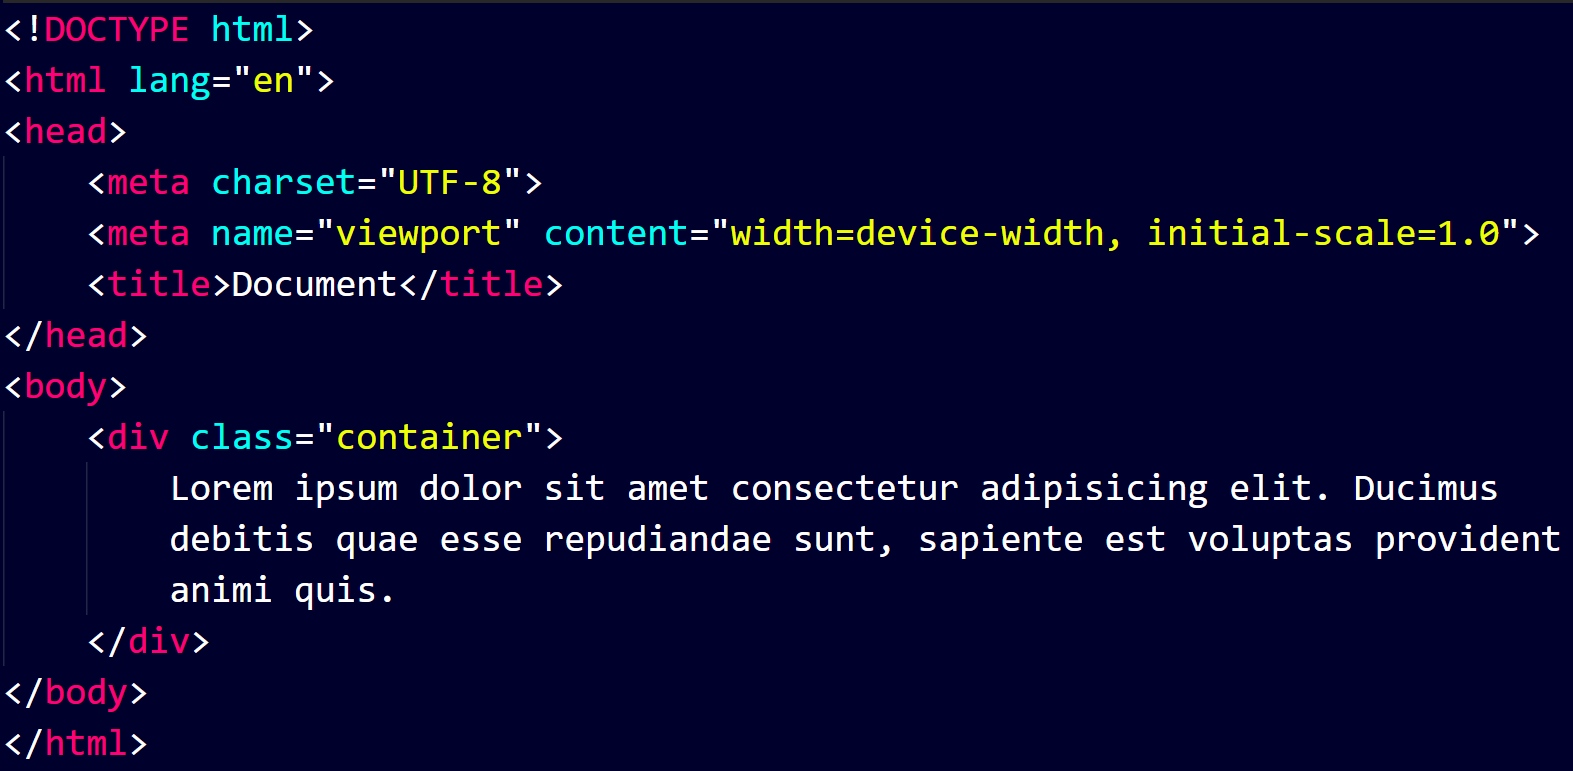 <!DOCTYPE html>
<html lang="en">
<head>
    <meta charset="UTF-8">
    <meta name="viewport" content="width=device-width, initial-scale=1.0">
    <title>Document</title>
</head>
<body>
    <div class="container">
        Lorem ipsum dolor sit amet consectetur adipisicing elit. Ducimus
        debitis quae esse repudiandae sunt, sapiente est voluptas provident
        animi quis.
    </div>
</body>
</html>